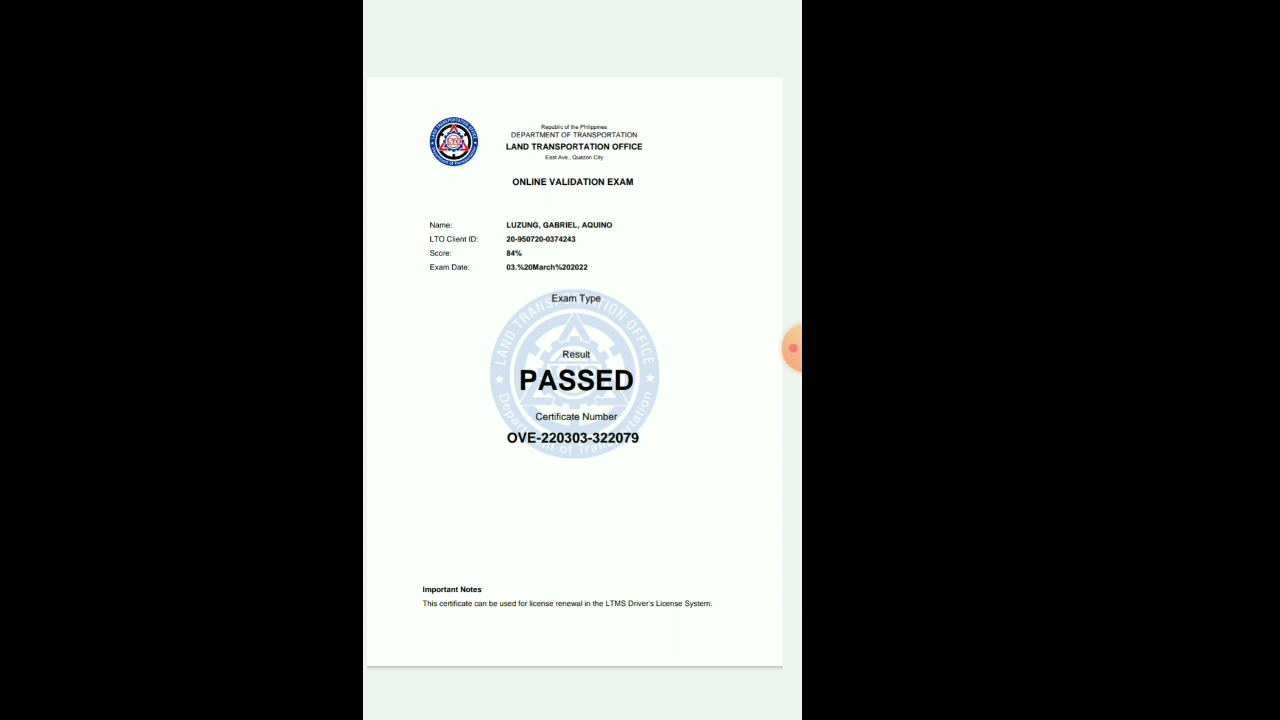 Republic of the Philippines
DEPARTMENT OF TRANSPORTATION
LAND TRANSPORTATION OFFICE
East Ave., Quezon City
ONLINE VALIDATION EXAM
Name: LUZUNG, GABRIEL, AQUINO
LTO Client ID: 20-950720-0374243
Score: 84%
Exam Date: 03.%20March%202022
Exam Type
Result
PASSED
Certificate Number
OVE-220303-322079
Important Notes
This certificate can be used for license renewal in the LTMS Driver's License System.